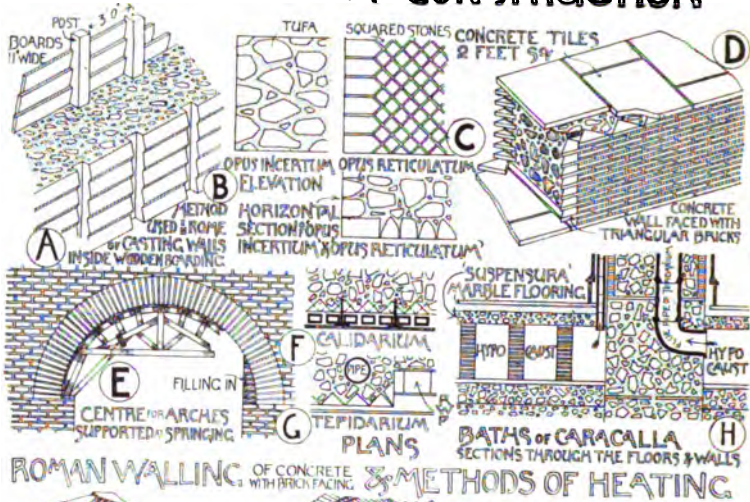 CONSTRUCTION
POST
3'.0"
BOARDS
11" WIDE
TUFA
SQUARED STONES
CONCRETE TILES
2 FEET SQ
D
C
B
A
OPUS INCERTUM
ELEVATION
OPUS RETICULATUM
METHOD
USED IN ROME
OF CASTING WALLS
INSIDE WOODEN BOARDING
HORIZONTAL
SECTION OPUS
INCERTIUM & OPUS RETICULATUM
CONCRETE
WALL FACED WITH
TRIANGULAR BRICKS
E
FILLING IN
CENTRE FOR ARCHES
SUPPORTED AT SPRINGING
F
G
CALIDARIUM
PIPE
TEPIDARIUM
PLANS
'SUSPENSURA'
MARBLE FLOORING
HYPO
CAUST
FLUE
HYPO
CAUST
H
BATHS OF CARACALLA
SECTIONS THROUGH THE FLOORS & WALLS
ROMAN WALLING OF CONCRETE WITH BRICK FACING & METHODS OF HEATING